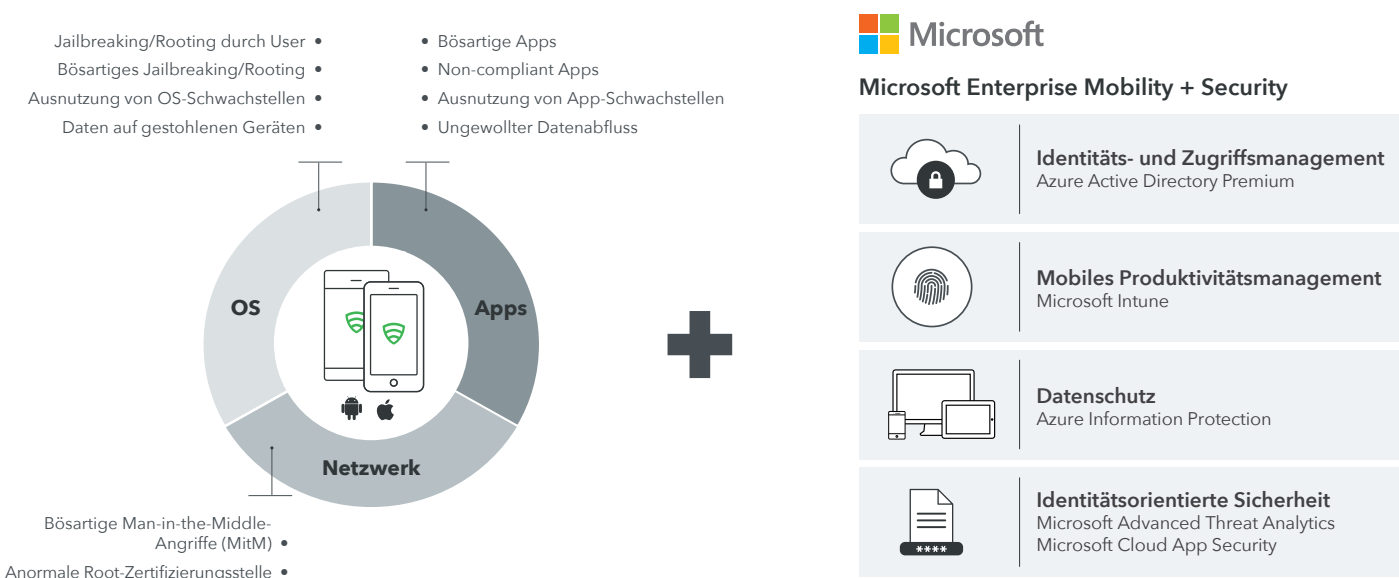 Jailbreaking/Rooting durch User •
Bösartiges Jailbreaking/Rooting •
Ausnutzung von OS-Schwachstellen •
Daten auf gestohlenen Geräten •
• Bösartige Apps
• Non-compliant Apps
• Ausnutzung von App-Schwachstellen
• Ungewollter Datenabfluss
OS
Apps
Netzwerk
Bösartige Man-in-the-Middle-
Angriffe (MitM) •
Anormale Root-Zertifizierungsstelle •
Microsoft
Microsoft Enterprise Mobility + Security
Identitäts- und Zugriffsmanagement
Azure Active Directory Premium
Mobiles Produktivitätsmanagement
Microsoft Intune
Datenschutz
Azure Information Protection
Identitätsorientierte Sicherheit
Microsoft Advanced Threat Analytics
Microsoft Cloud App Security
****